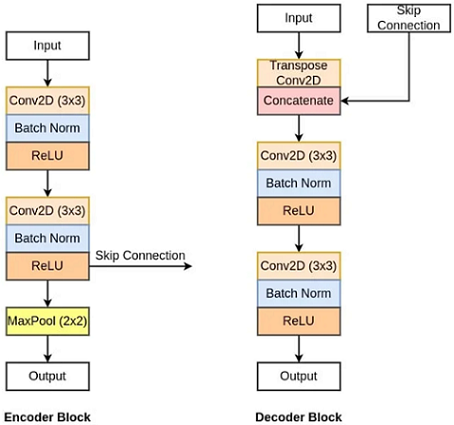 Input
Conv2D (3x3)
Batch Norm
ReLU
Conv2D (3x3)
Batch Norm
ReLU
Skip Connection
MaxPool (2x2)
Output
Encoder Block
Input
Skip
Connection
Transpose
Conv2D
Concatenate
Conv2D (3x3)
Batch Norm
ReLU
Conv2D (3x3)
Batch Norm
ReLU
Output
Decoder Block